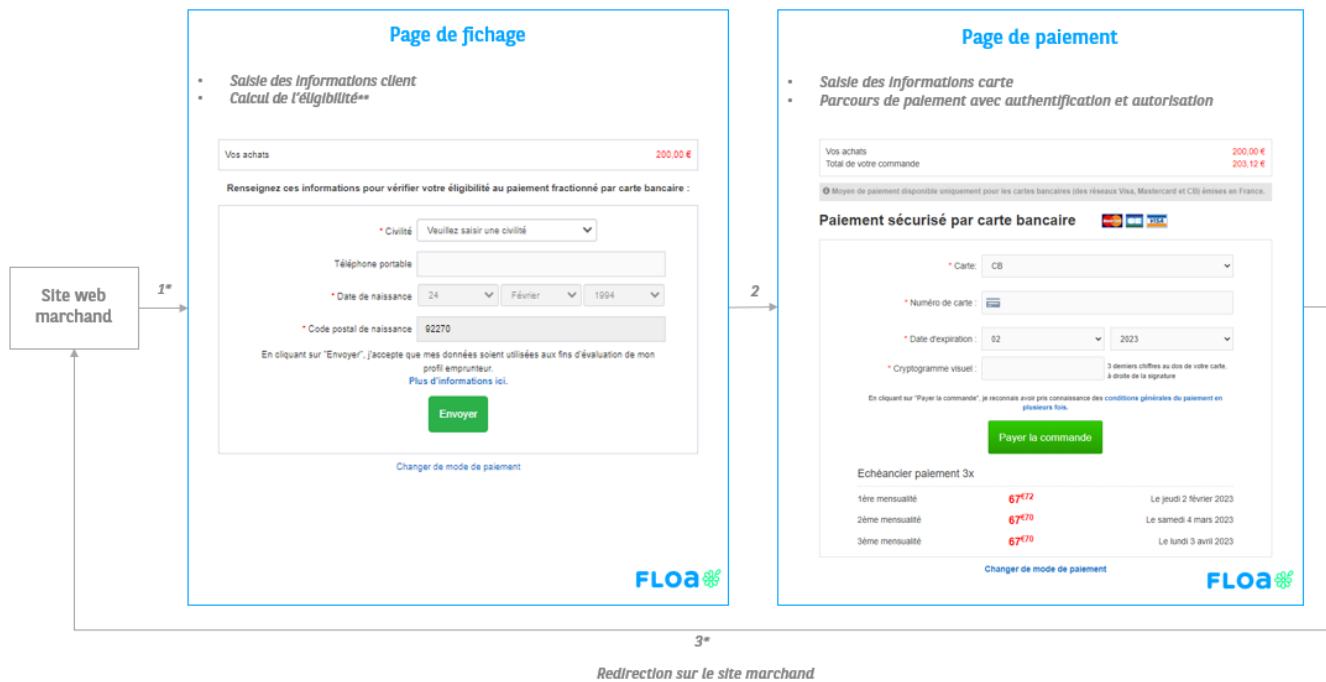 Site web
marchand
1*
Page de fichage
• Saisie des informations client
• Calcul de l'éligibilité**
Vos achats 200,00 €
Renseignez ces informations pour vérifier votre éligibilité au paiement fractionné par carte bancaire :
* Civilité Veuillez saisir une civilité
Téléphone portable
* Date de naissance 24 Février 1994
* Code postal de naissance 92270
En cliquant sur "Envoyer", j'accepte que mes données soient utilisées aux fins d'évaluation de mon
profil emprunteur.
Plus d'informations ici.
Envoyer
Changer de mode de paiement
FLOa
2
Page de paiement
• Saisie des informations carte
• Parcours de paiement avec authentification et autorisation
Vos achats 200,00 €
Total de votre commande 203,12 €
Moyen de paiement disponible uniquement pour les cartes bancaires (des réseaux Visa, Mastercard et CB) émises en France.
Paiement sécurisé par carte bancaire VISA
* Carte: CB
* Numéro de carte :
* Date d'expiration : 02 2023
* Cryptogramme visuel : 3 derniers chiffres au dos de votre carte,
à droite de la signature
En cliquant sur "Payer la commande", je reconnais avoir pris connaissance des conditions générales du paiement en
plusieurs fois.
Payer la commande
Echéancier paiement 3x
1ère mensualité 67€72 Le jeudi 2 février 2023
2ème mensualité 67€70 Le samedi 4 mars 2023
3ème mensualité 67€70 Le lundi 3 avril 2023
Changer de mode de paiement
FLOa
3*
Redirection sur le site marchand